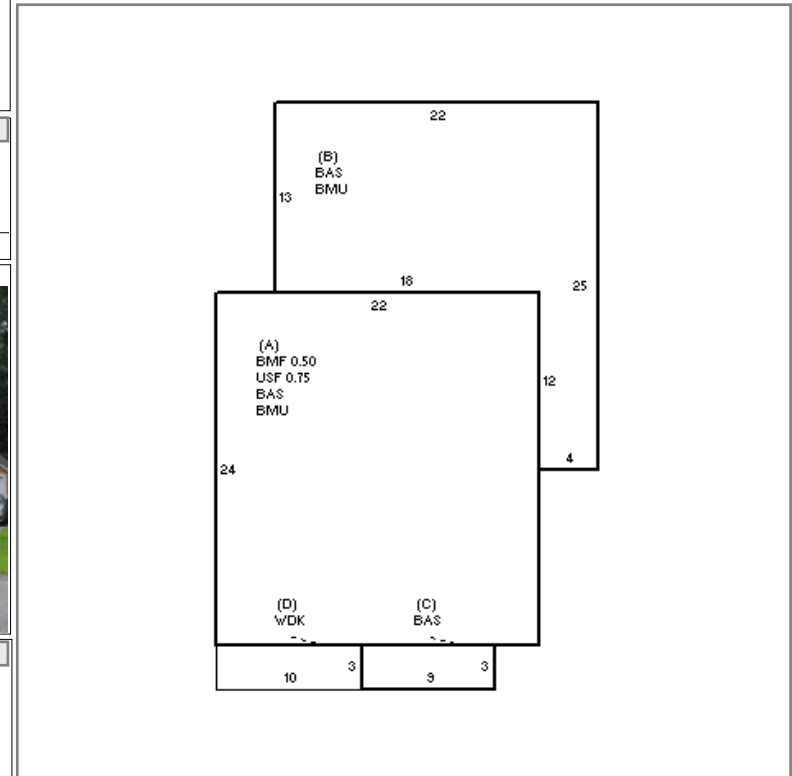 22
(B)
BAS
BMU
13
18
25
22
(A)
BMF 0.50
USF 0.75
BAS
BMU
12
4
24
(D)
WDK
(C)
BAS
3
10
3
9